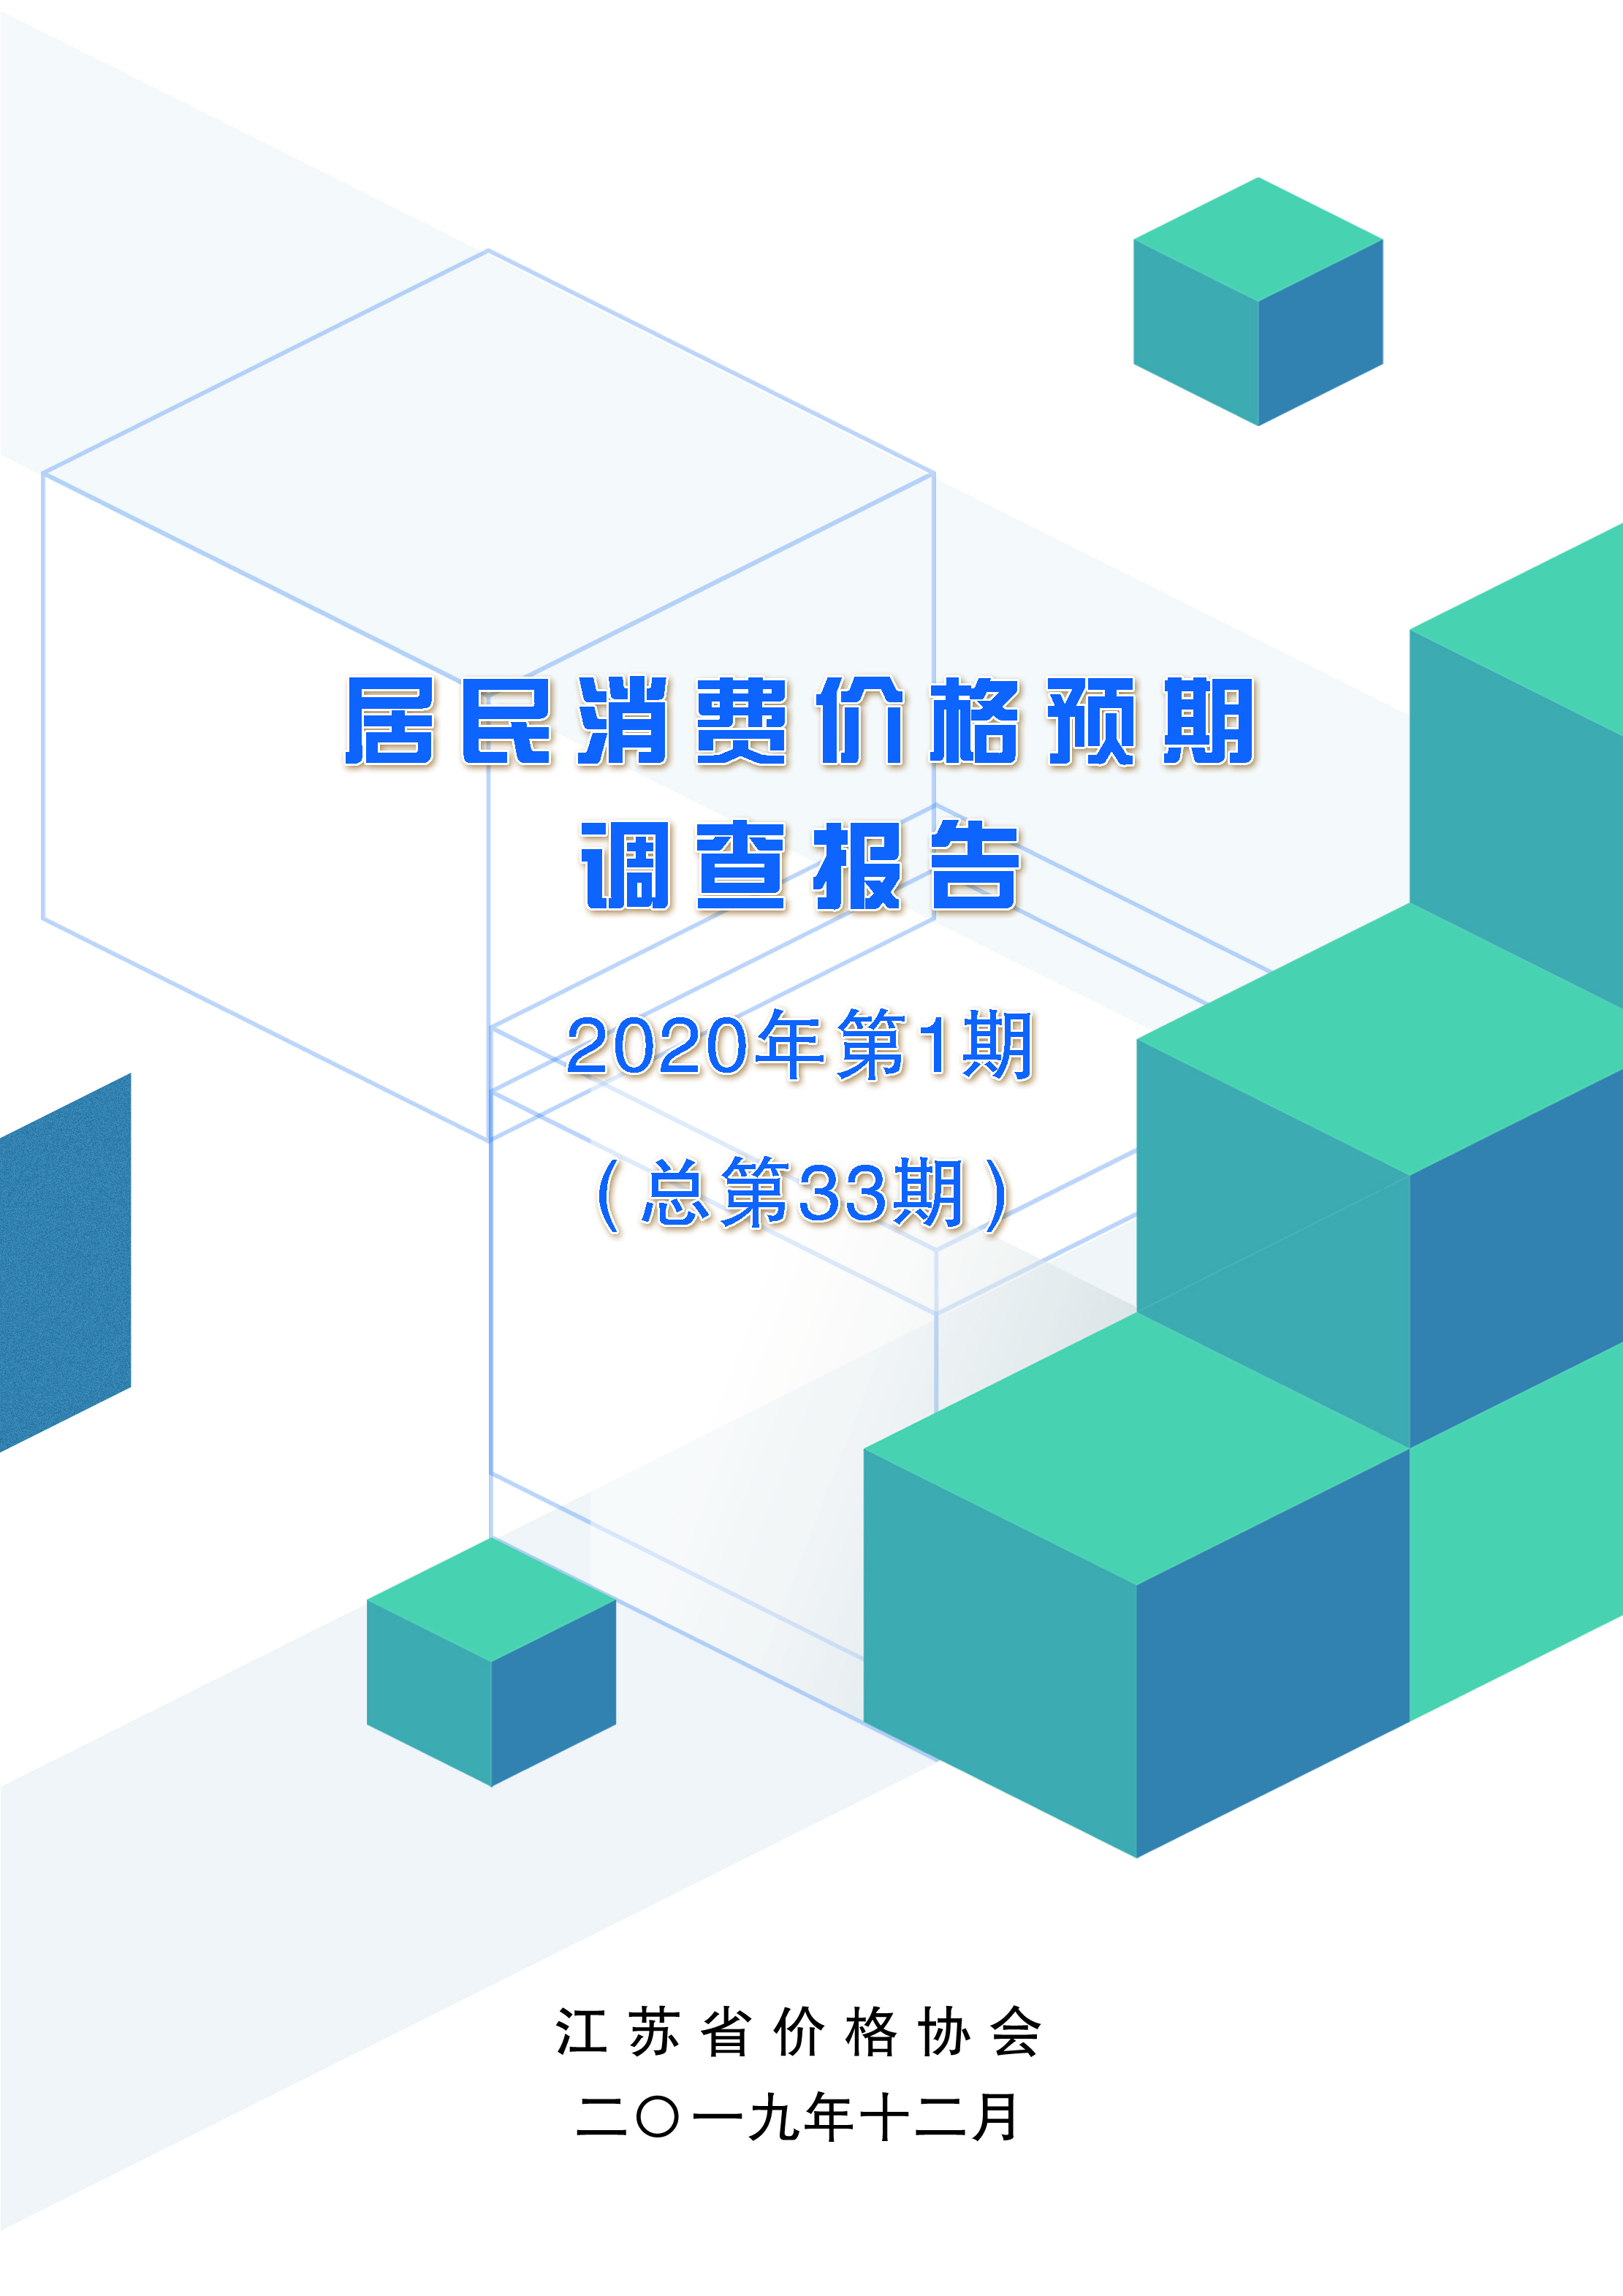 居民消费价格预期
调查报告
2020年第1期
（总第33期）
江苏省价格协会
二〇一九年十二月